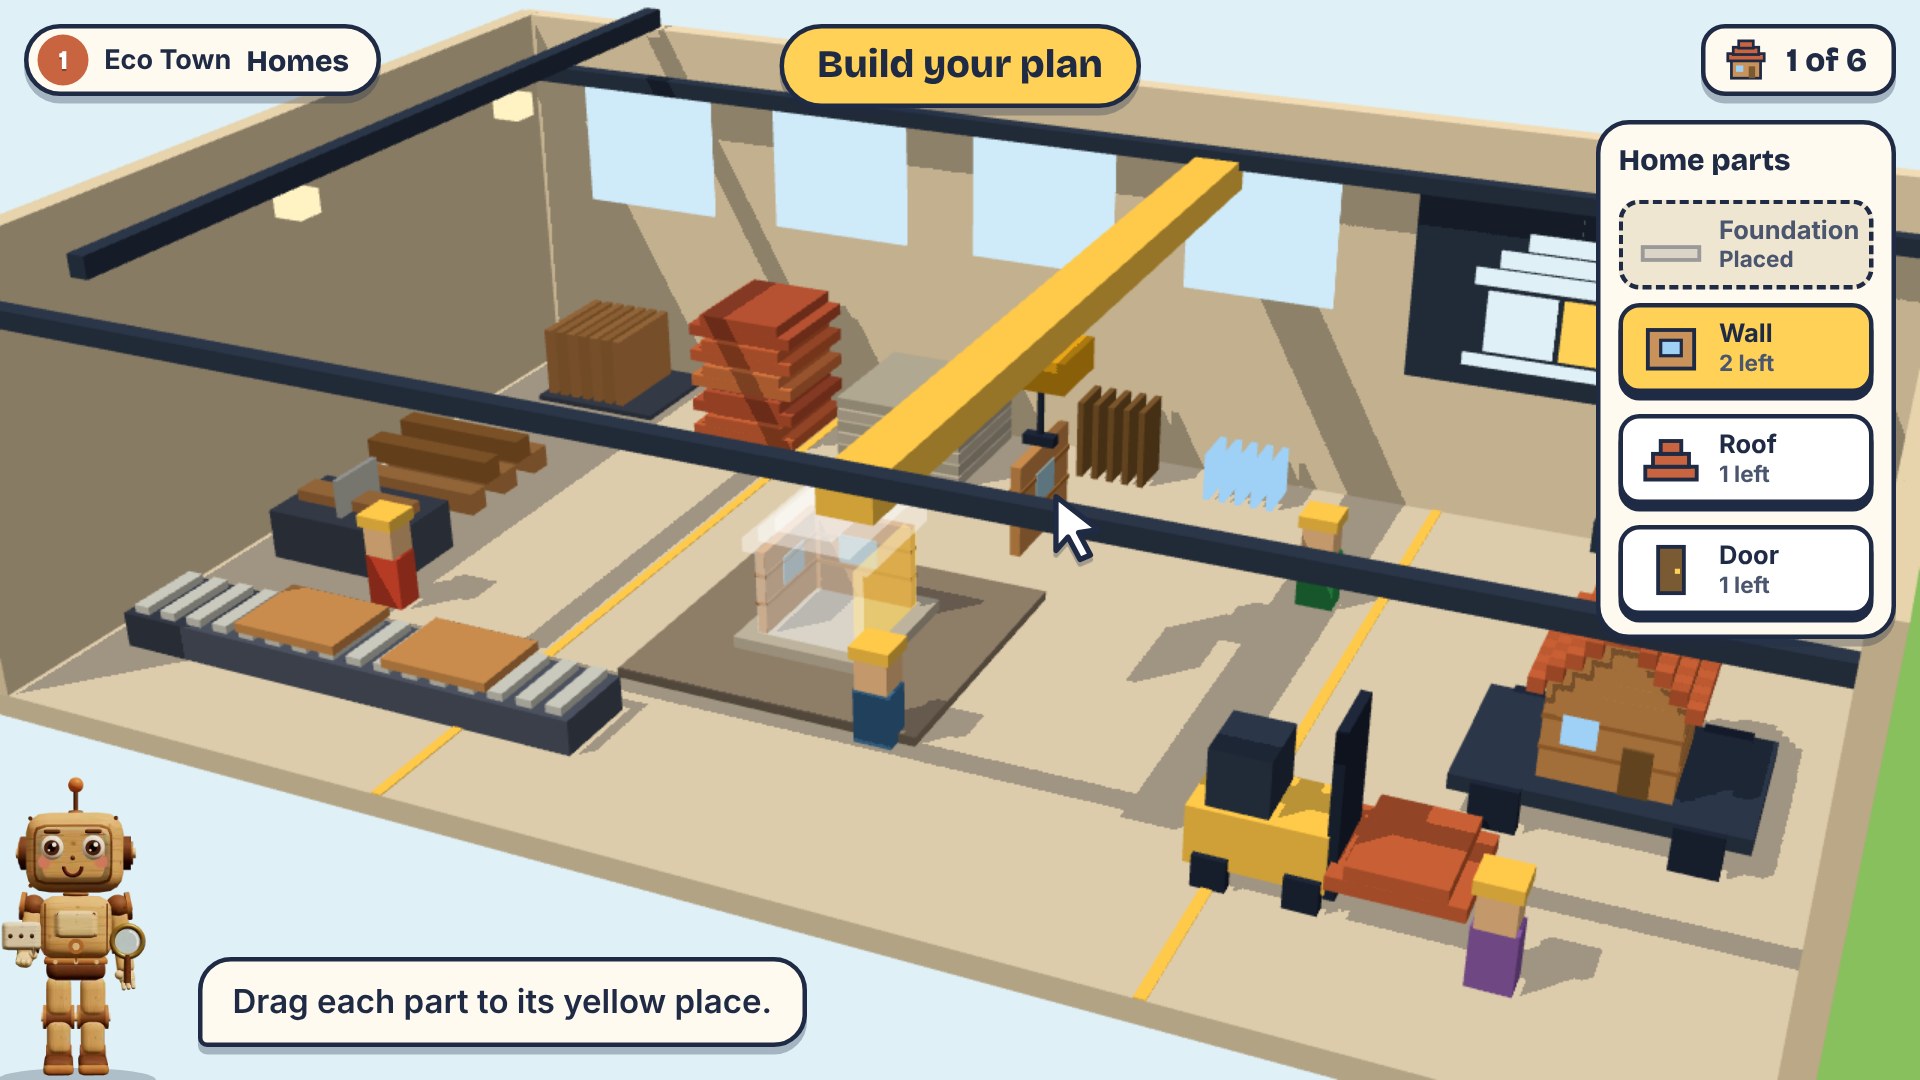 1 Eco Town Homes
Build your plan
1 of 6
Home parts
Foundation
Placed
Wall
2 left
Roof
1 left
Door
1 left
Drag each part to its yellow place.